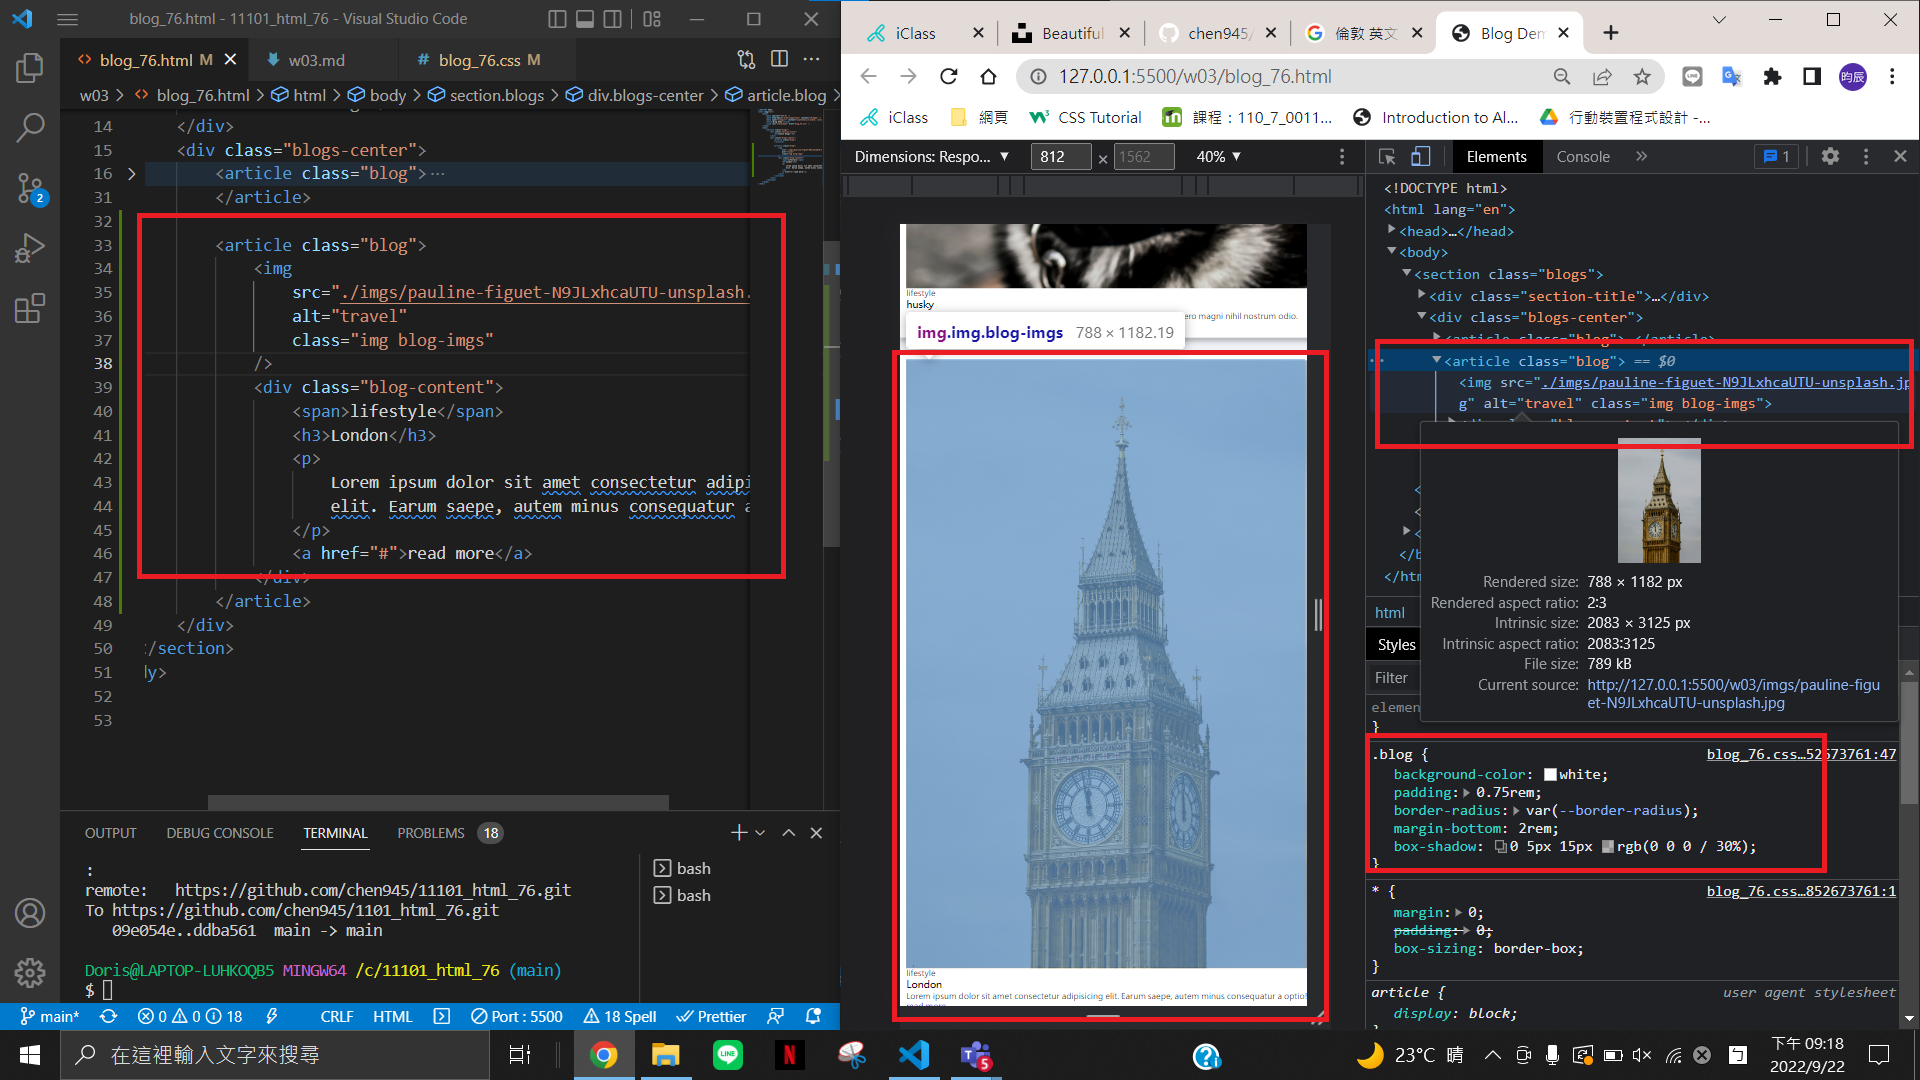 blog_76.html - 11101_html_76 - Visual Studio Code
blog_76.html M
w03.md
# blog_76.css M
w03 > blog_76.html > html > body > section.blogs > div.blogs-center > article.blog >
14 </div>
15 <div class="blogs-center">
16 <article class="blog">…
31 </article>
32
33 <article class="blog">
34 <img
35 src="./imgs/pauline-figuet-N9JLxhcaUTU-unsplash.
36 alt="travel"
37 class="img blog-imgs"
38 />
39 <div class="blog-content">
40 <span>lifestyle</span>
41 <h3>London</h3>
42 <p>
43 Lorem ipsum dolor sit amet consectetur adipi
44 elit. Earum saepe, autem minus consequatur a
45 </p>
46 <a href="#">read more</a>
47 </div>
48 </article>
49 </div>
50 :/section>
51 ly>
52
53
OUTPUT DEBUG CONSOLE TERMINAL PROBLEMS 18
:
remote: https://github.com/chen945/11101_html_76.git
To https://github.com/chen945/1101_html_76.git
09e054e..ddba561 main -> main
Doris@LAPTOP-LUHKOQB5 MINGW64 /c/11101_html_76 (main)
$
bash
bash
2
main* 0 0 18 CRLF HTML Port : 5500 18 Spell Prettier
iClass
Beautiful
chen945/
倫敦 英文
Blog Dem
127.0.0.1:5500/w03/blog_76.html
昀辰
iClass
網頁
CSS Tutorial
課程：110_7_0011...
Introduction to Al...
行動裝置程式設計 -...
Dimensions: Respo... ▼ 812 × 1562 40% ▼
lifestyle
husky
ero magni nihil nostrum odio.
img.img.blog-imgs 788 × 1182.19
lifestyle
London
Lorem ipsum dolor sit amet consectetur adipisicing elit. Earum saepe, autem minus consequatur a optio
read more
Elements Console » 1
<!DOCTYPE html>
<html lang="en">
<head>…</head>
<body>
<section class="blogs">
<div class="section-title">…</div>
<div class="blogs-center">
<article class="blog">…</article>
<article class="blog"> == $0
<img src="./imgs/pauline-figuet-N9JLxhcaUTU-unsplash.jp
g" alt="travel" class="img blog-imgs">
Rendered size: 788 × 1182 px
Rendered aspect ratio: 2:3
Intrinsic size: 2083 × 3125 px
Intrinsic aspect ratio: 2083:3125
File size: 789 kB
Current source: http://127.0.0.1:5500/w03/imgs/pauline-figu
et-N9JLxhcaUTU-unsplash.jpg
</b
</ht
html
Styles
Filter
elemen
}
.blog { blog_76.css…52673761:47
background-color: white;
padding: 0.75rem;
border-radius: var(--border-radius);
margin-bottom: 2rem;
box-shadow: 0 5px 15px rgb(0 0 0 / 30%);
}
* { blog_76.css…852673761:1
margin: 0;
padding: 0;
box-sizing: border-box;
}
article { user agent stylesheet
display: block;
在這裡輸入文字來搜尋
LINE
N
5
23°C 晴
下午 09:18
2022/9/22